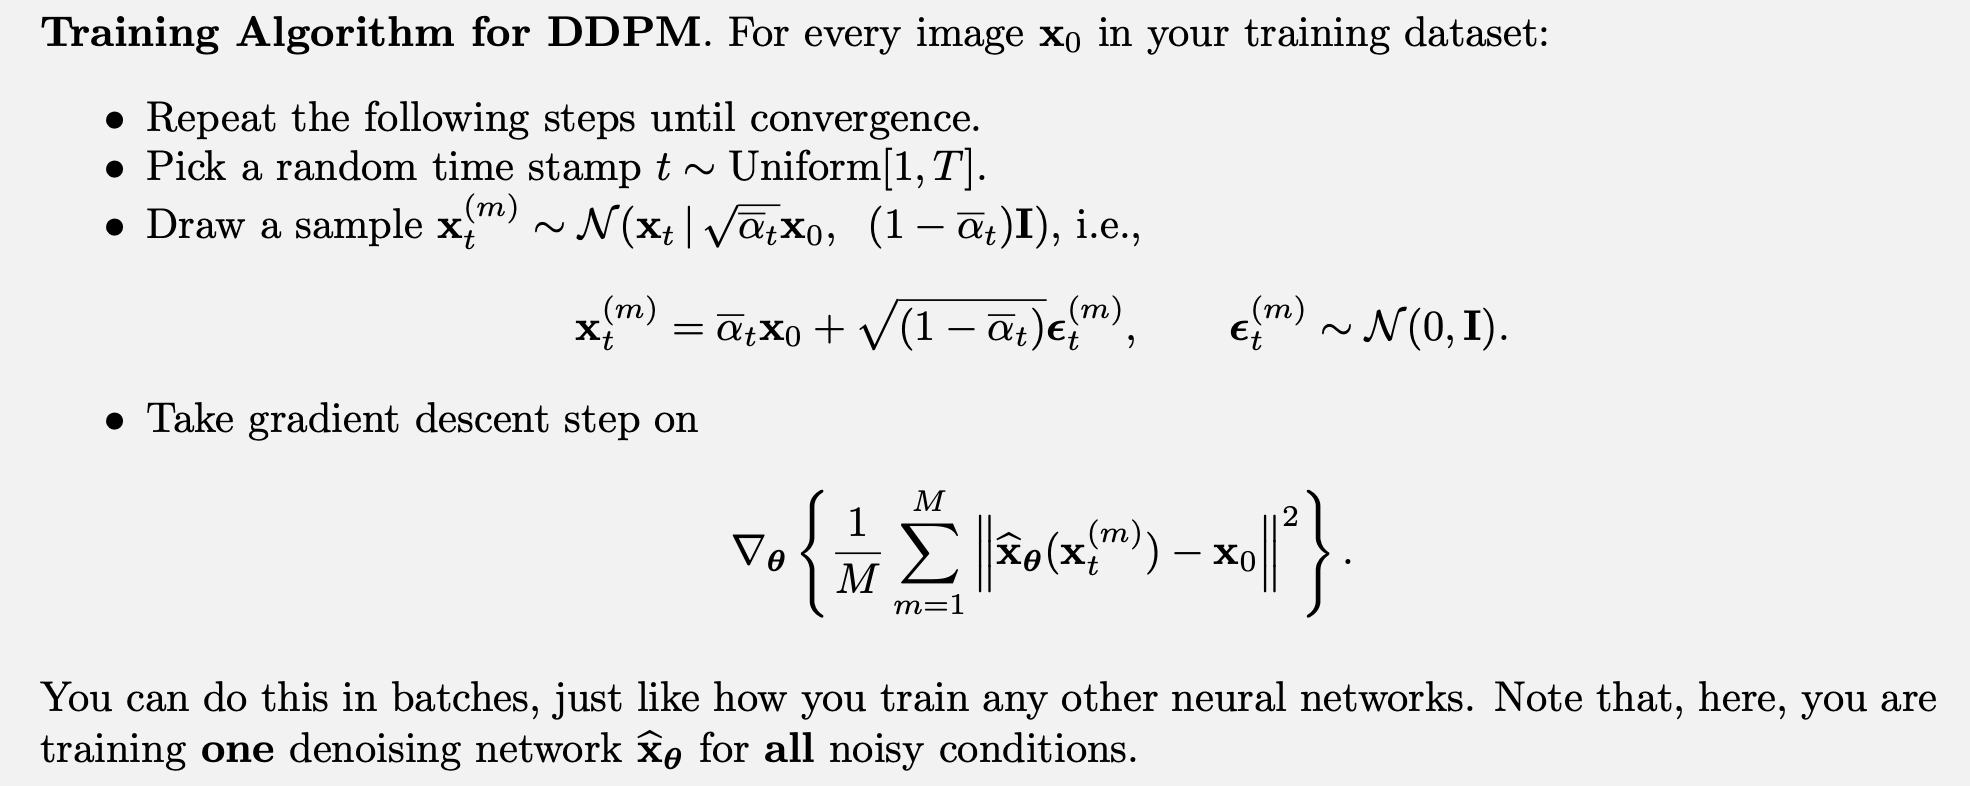 Training Algorithm for DDPM. For every image $\mathbf{x}_0$ in your training dataset:
• Repeat the following steps until convergence.
• Pick a random time stamp $t \sim \text{Uniform}[1, T]$.
• Draw a sample $\mathbf{x}_t^{(m)} \sim \mathcal{N}(\mathbf{x}_t \,|\, \sqrt{\overline{\alpha}_t}\mathbf{x}_0, \ (1 - \overline{\alpha}_t)\mathbf{I})$, i.e.,
$\mathbf{x}_t^{(m)} = \overline{\alpha}_t\mathbf{x}_0 + \sqrt{(1 - \overline{\alpha}_t)}\boldsymbol{\epsilon}_t^{(m)}, \qquad \boldsymbol{\epsilon}_t^{(m)} \sim \mathcal{N}(0, \mathbf{I}).$
• Take gradient descent step on
$\nabla_{\boldsymbol{\theta}} \left\{ \frac{1}{M} \sum_{m=1}^{M} \left\| \widehat{\mathbf{x}}_{\boldsymbol{\theta}}(\mathbf{x}_t^{(m)}) - \mathbf{x}_0 \right\|^2 \right\}.$
You can do this in batches, just like how you train any other neural networks. Note that, here, you are
training one denoising network $\widehat{\mathbf{x}}_{\boldsymbol{\theta}}$ for all noisy conditions.